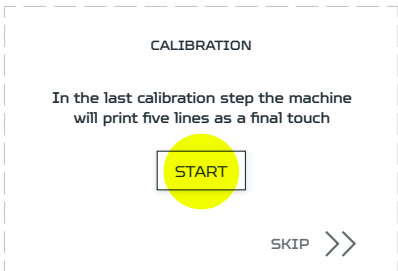 CALIBRATION
In the last calibration step the machine
will print five lines as a final touch
START
SKIP